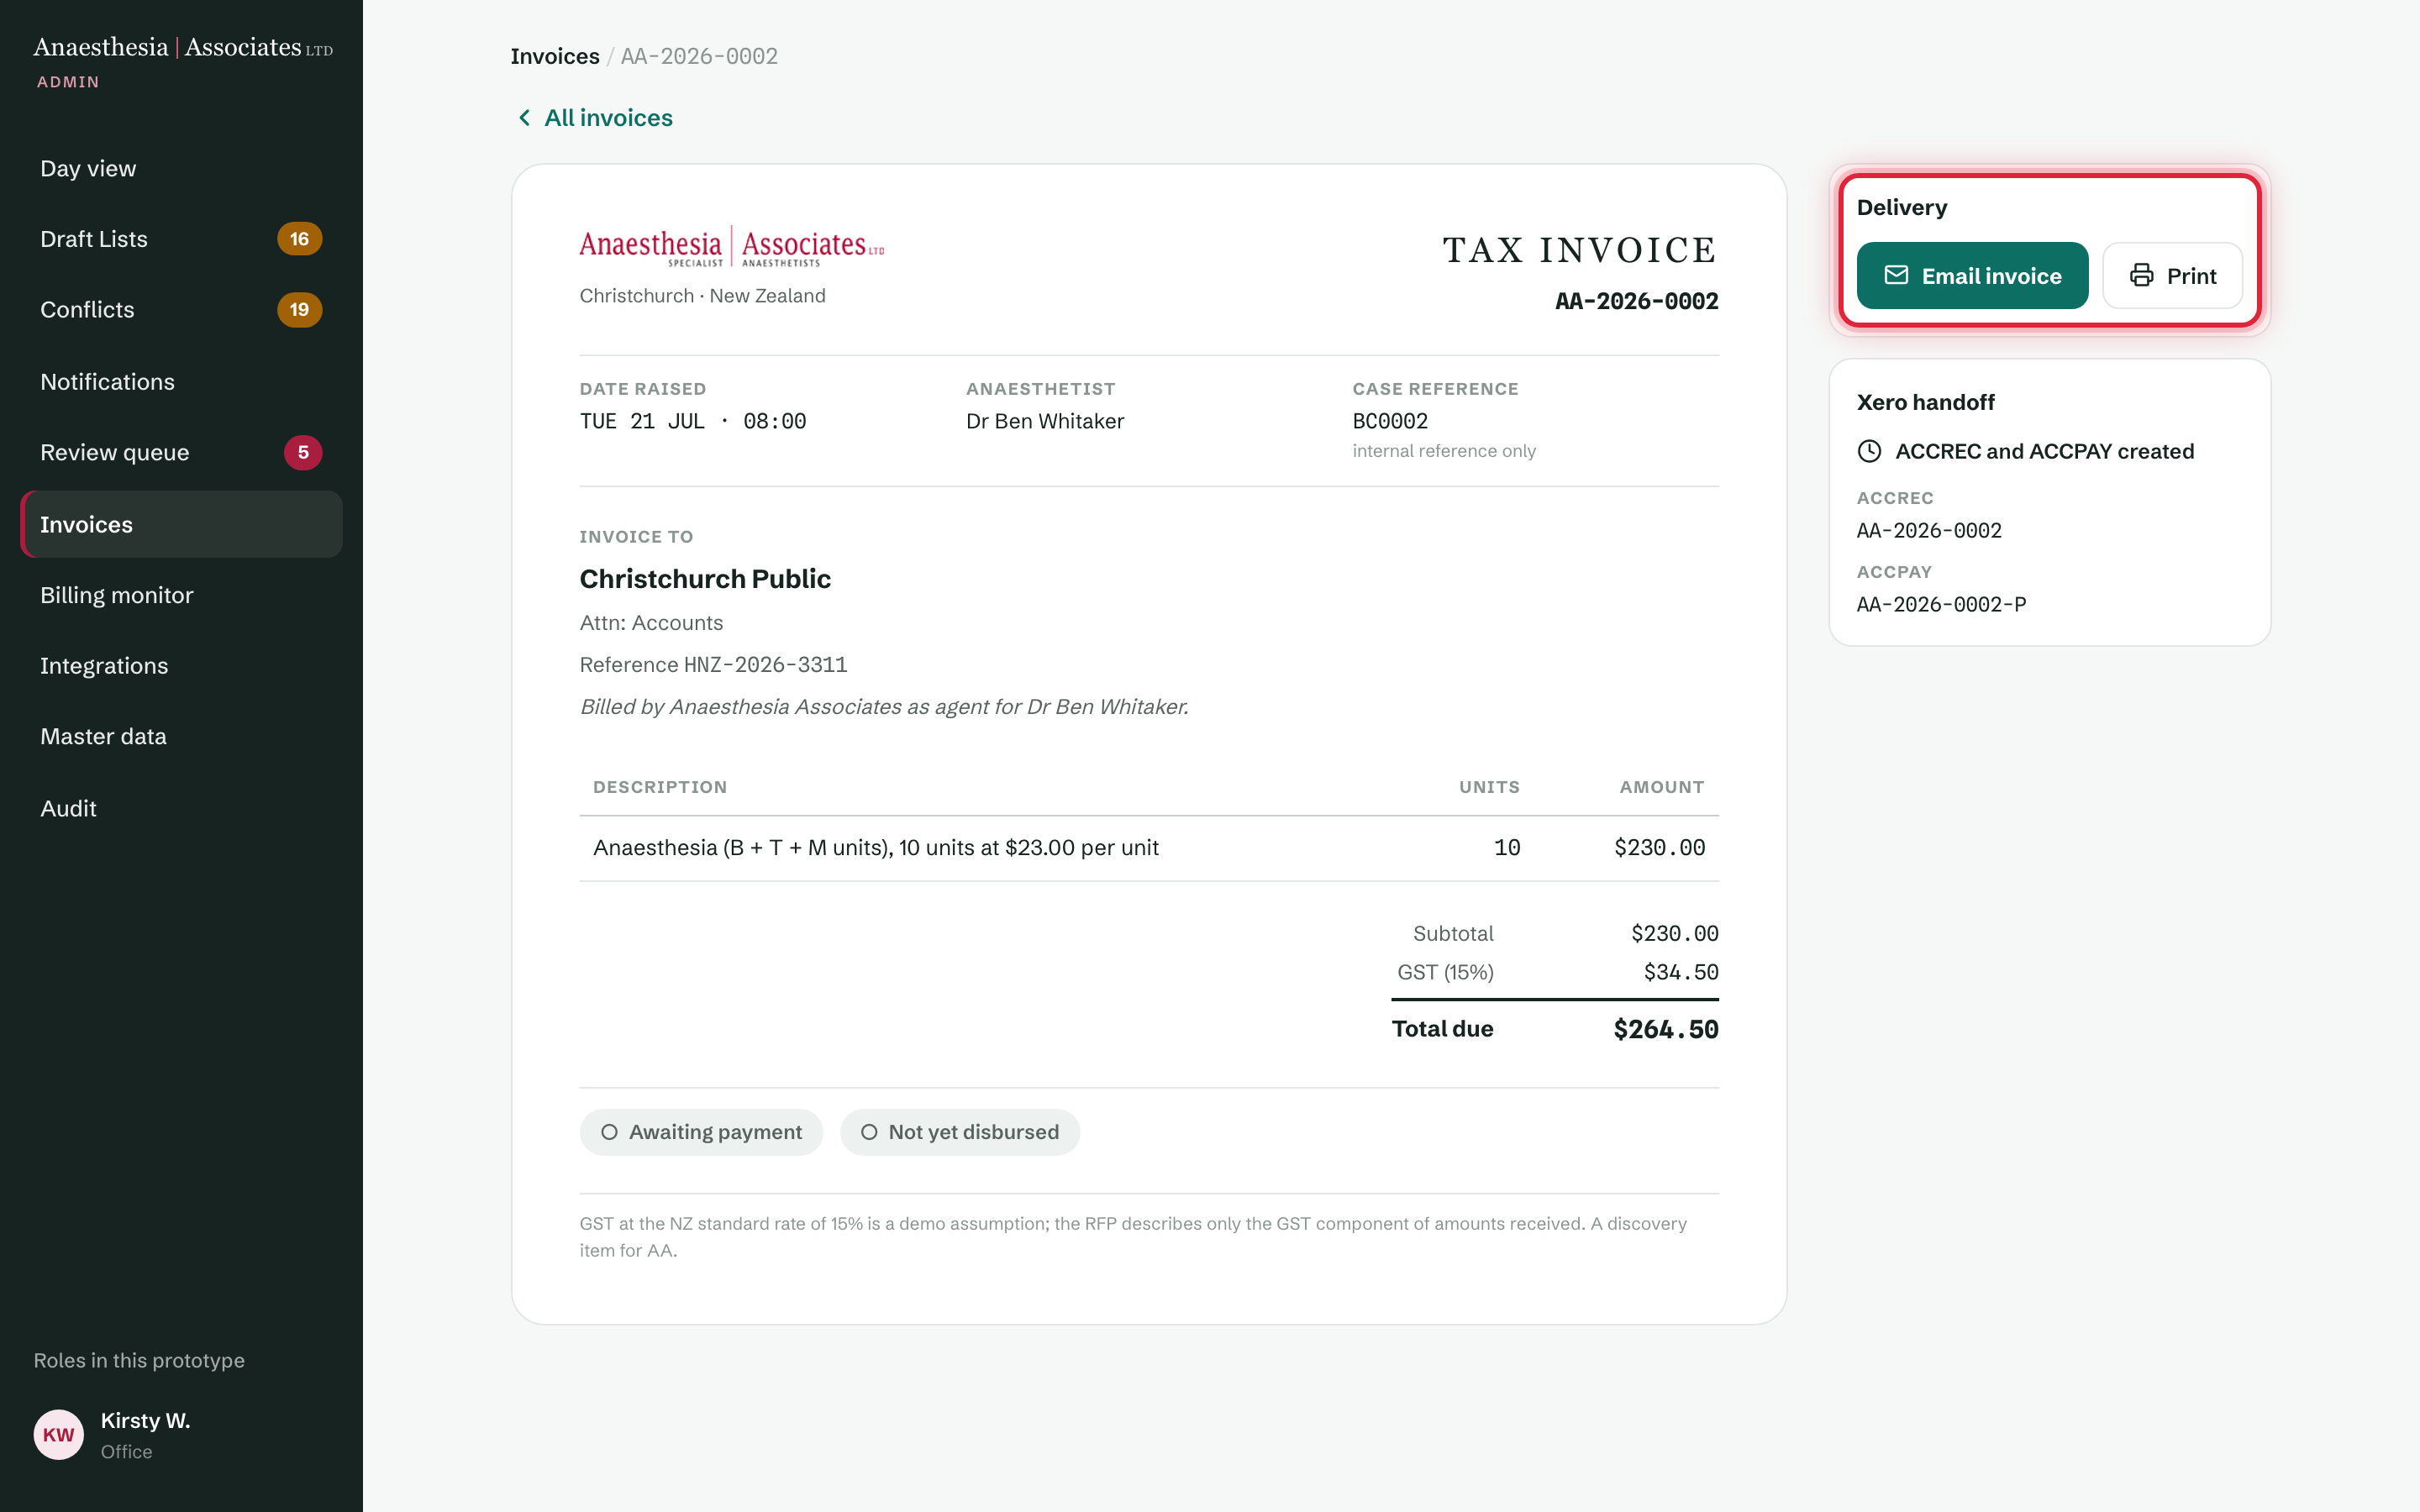 Anaesthesia | Associates LTD
ADMIN
Day view
Draft Lists 16
Conflicts 19
Notifications
Review queue 5
Invoices
Billing monitor
Integrations
Master data
Audit
Roles in this prototype
KW
Kirsty W.
Office
Invoices / AA-2026-0002
All invoices
Anaesthesia | Associates LTD
SPECIALIST ANAESTHETISTS
Christchurch · New Zealand
TAX INVOICE
AA-2026-0002
DATE RAISED
TUE 21 JUL · 08:00
ANAESTHETIST
Dr Ben Whitaker
CASE REFERENCE
BC0002
internal reference only
INVOICE TO
Christchurch Public
Attn: Accounts
Reference HNZ-2026-3311
Billed by Anaesthesia Associates as agent for Dr Ben Whitaker.
DESCRIPTION UNITS AMOUNT
Anaesthesia (B + T + M units), 10 units at $23.00 per unit 10 $230.00
Subtotal $230.00
GST (15%) $34.50
Total due $264.50
Awaiting payment
Not yet disbursed
GST at the NZ standard rate of 15% is a demo assumption; the RFP describes only the GST component of amounts received. A discovery
item for AA.
Delivery
Email invoice
Print
Xero handoff
ACCREC and ACCPAY created
ACCREC
AA-2026-0002
ACCPAY
AA-2026-0002-P